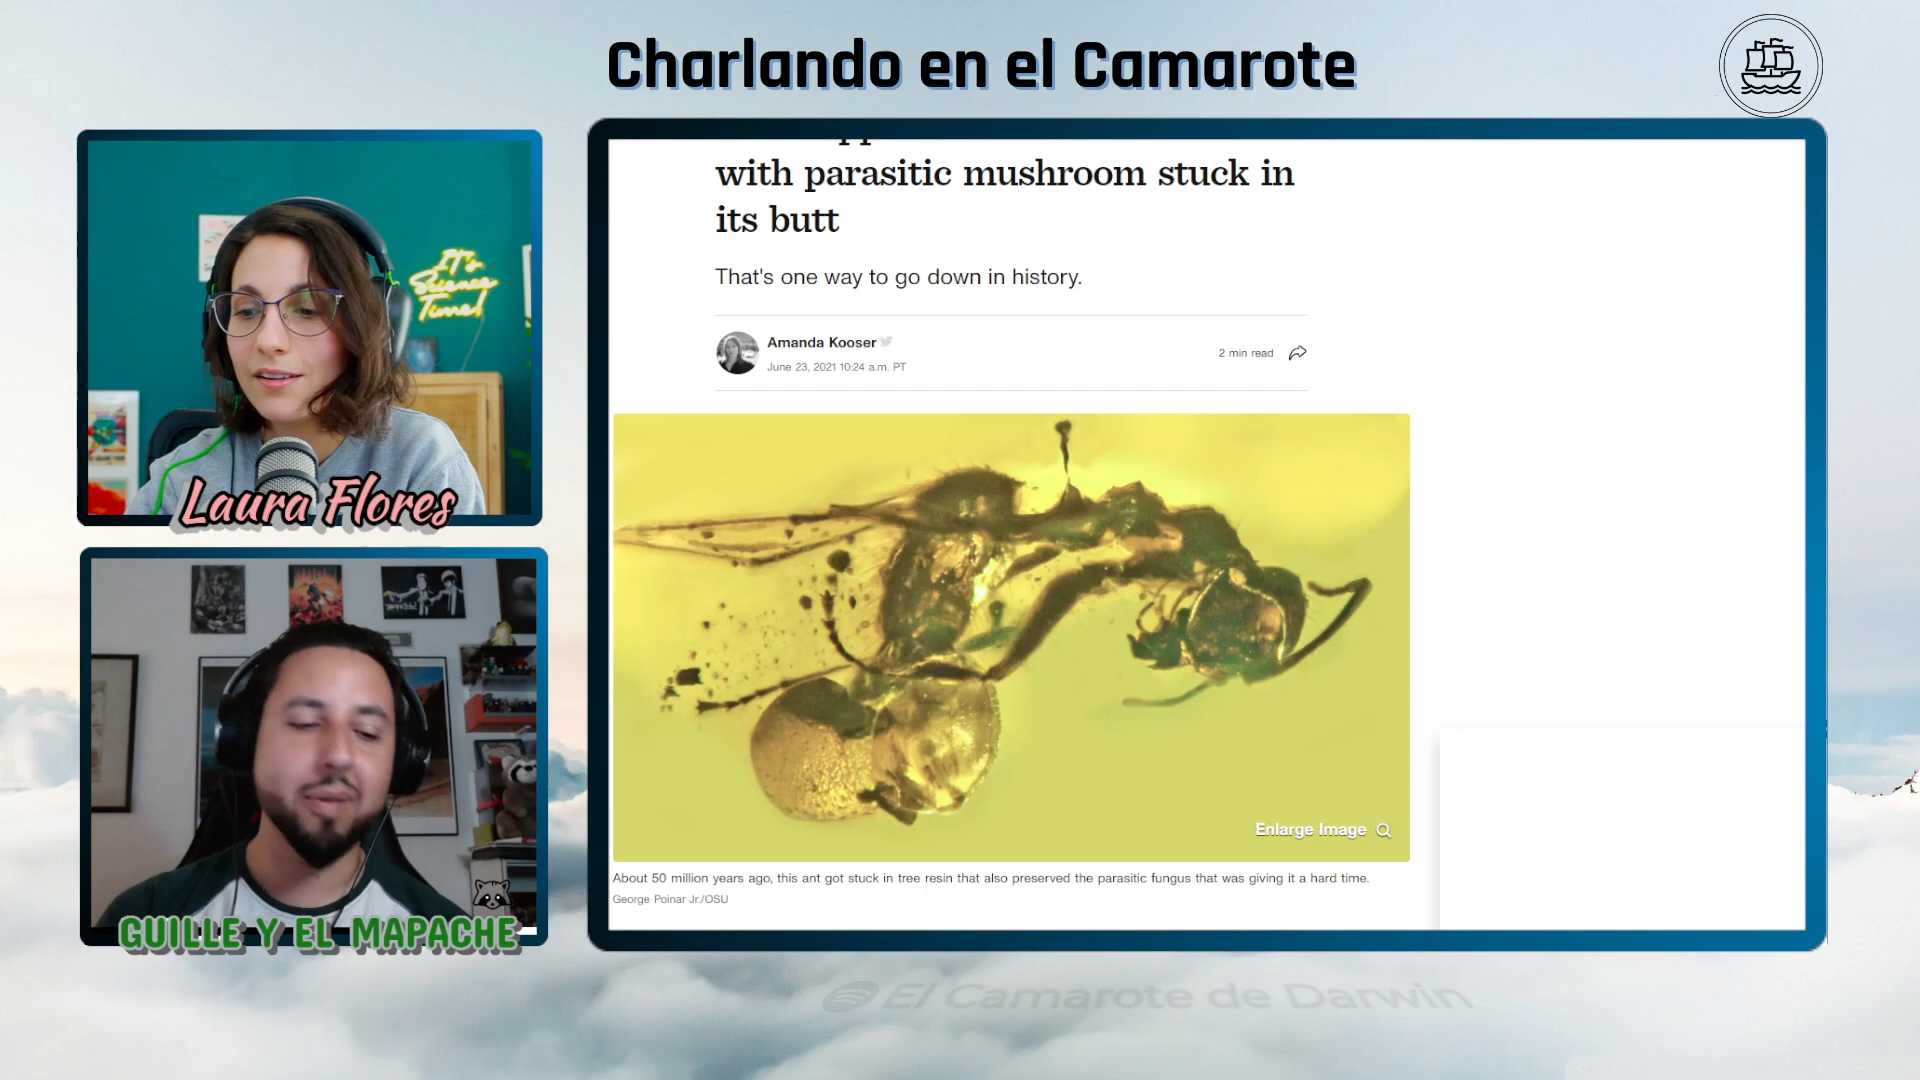 Charlando en el Camarote
It's
Science
Time!
Laura Flores
GUILLE Y EL MAPACHE
with parasitic mushroom stuck in
its butt
That's one way to go down in history.
Amanda Kooser
June 23, 2021 10:24 a.m. PT
2 min read
Enlarge Image
About 50 million years ago, this ant got stuck in tree resin that also preserved the parasitic fungus that was giving it a hard time.
George Poinar Jr./OSU
El Camarote de Darwin